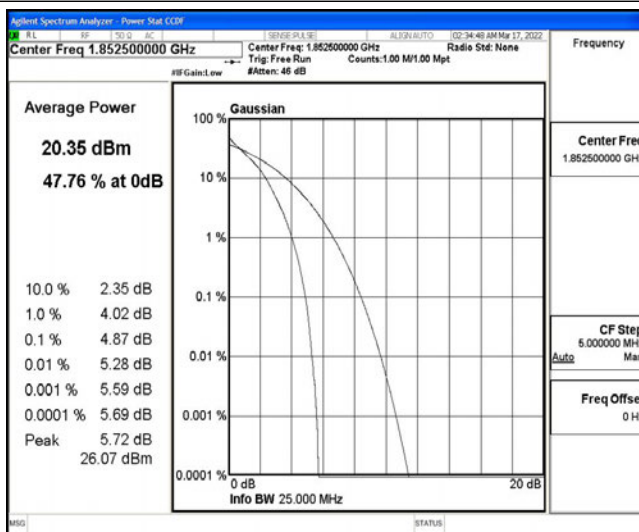 Agilent Spectrum Analyzer - Power Stat CCDF
RL RF 50 Ω AC SENSE:PULSE ALIGN AUTO 02:34:48 AM Mar 17, 2022
Center Freq 1.852500000 GHz
Center Freq: 1.852500000 GHz Radio Std: None
Trig: Free Run Counts:1.00 M/1.00 Mpt
#IFGain:Low #Atten: 46 dB
Frequency
Average Power
20.35 dBm
47.76 % at 0dB
10.0 % 2.35 dB
1.0 % 4.02 dB
0.1 % 4.87 dB
0.01 % 5.28 dB
0.001 % 5.59 dB
0.0001 % 5.69 dB
Peak 5.72 dB
26.07 dBm
Gaussian
100 %
10 %
1 %
0.1 %
0.01 %
0.001 %
0.0001 %
0 dB 20 dB
Info BW 25.000 MHz
Center Fre
1.852500000 GH
CF Step
5.000000 MH
Auto Ma
Freq Offse
0 H
MSG STATUS